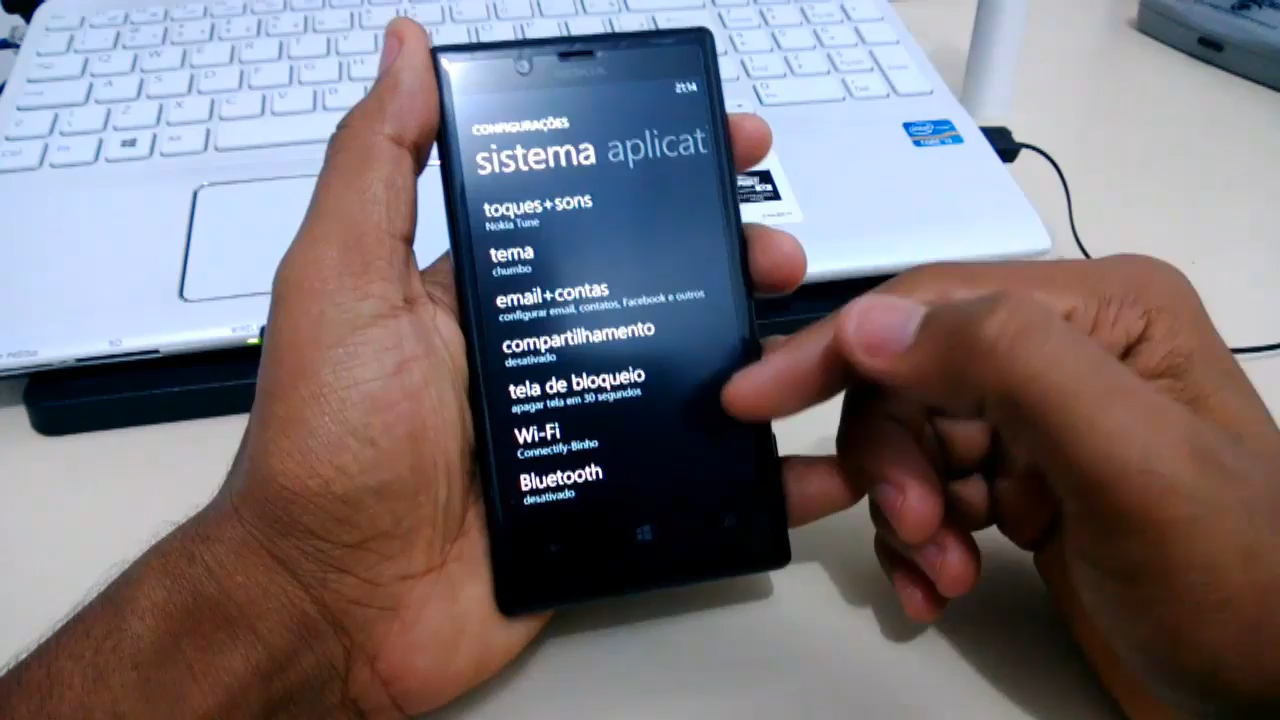 NOKIA
21:14
CONFIGURAÇÕES
sistema aplicat
toques+sons
Nokia Tune
tema
chumbo
email+contas
configurar email, contatos, Facebook e outros
compartilhamento
desativado
tela de bloqueio
apagar tela em 30 segundos
Wi-Fi
Connectify-Binho
Bluetooth
desativado
intel